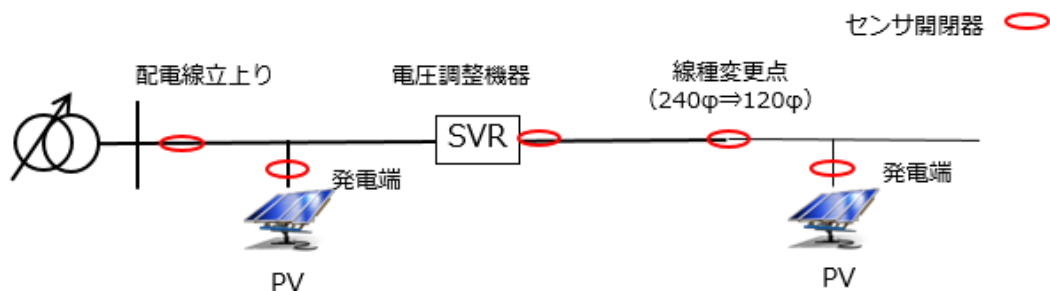 センサ開閉器
配電線立上り
電圧調整機器
線種変更点
（240φ⇒120φ）
SVR
発電端
発電端
PV
PV